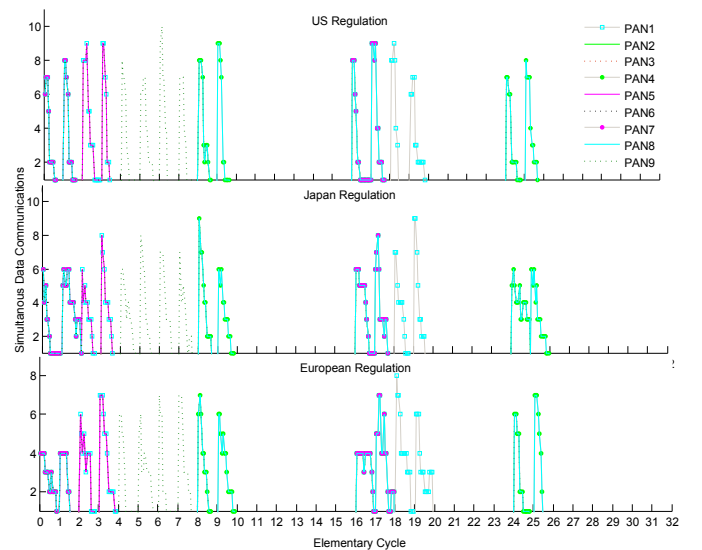 US Regulation
10
8
6
4
2
PAN1
PAN2
PAN3
PAN4
PAN5
PAN6
PAN7
PAN8
PAN9
Simultanous Data Communications
Japan Regulation
10
8
6
4
2
2
European Regulation
8
6
4
2
0 1 2 3 4 5 6 7 8 9 10 11 12 13 14 15 16 17 18 19 20 21 22 23 24 25 26 27 28 29 30 31 32
Elementary Cycle